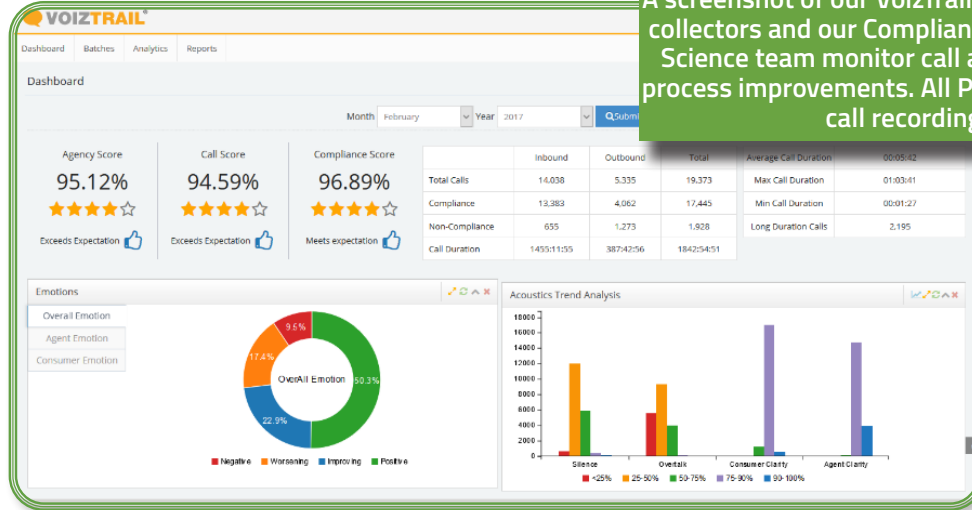 A screenshot of our VoizTrail
collectors and our Complian
Science team monitor call a
process improvements. All P
call recording
VOIZTRAIL
Dashboard Batches Analytics Reports
Dashboard
Month February Year 2017 Submi
Agency Score Call Score Compliance Score
95.12% 94.59% 96.89%
Exceeds Expectation Exceeds Expectation Meets expectation
Inbound Outbound Total
Total Calls 14,038 5,335 19,373
Compliance 13,383 4,062 17,445
Non-Compliance 655 1,273 1,928
Call Duration 1455:11:55 387:42:56 1842:54:51
Average Call Duration 00:05:42
Max Call Duration 01:03:41
Min Call Duration 00:01:27
Long Duration Calls 2,195
Emotions
Overall Emotion
Agent Emotion
Consumer Emotion
9.5%
17.4%
OverAll Emotion
50.3%
22.9%
Negative Worsening Improving Positive
Acoustics Trend Analysis
18000
16000
14000
12000
10000
8000
6000
4000
2000
0
Silence Overtalk Consumer Clarity Agent Clarity
<25% 25-50% 50-75% 75-90% 90-100%